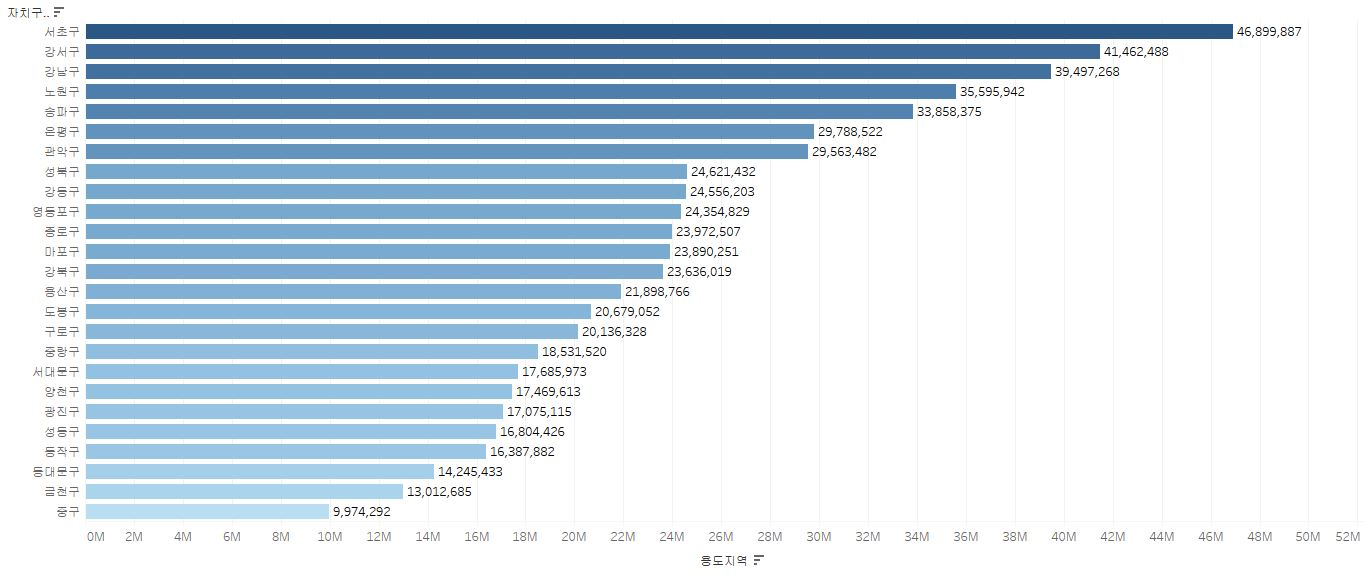 자치구..
서초구 46,899,887
강서구 41,462,488
강남구 39,497,268
노원구 35,595,942
송파구 33,858,375
은평구 29,788,522
관악구 29,563,482
성북구 24,621,432
강동구 24,556,203
영등포구 24,354,829
종로구 23,972,507
마포구 23,890,251
강북구 23,636,019
용산구 21,898,766
도봉구 20,679,052
구로구 20,136,328
중랑구 18,531,520
서대문구 17,685,973
양천구 17,469,613
광진구 17,075,115
성동구 16,804,426
동작구 16,387,882
동대문구 14,245,433
금천구 13,012,685
중구 9,974,292
0M 2M 4M 6M 8M 10M 12M 14M 16M 18M 20M 22M 24M 26M 28M 30M 32M 34M 36M 38M 40M 42M 44M 46M 48M 50M 52M
용도지역